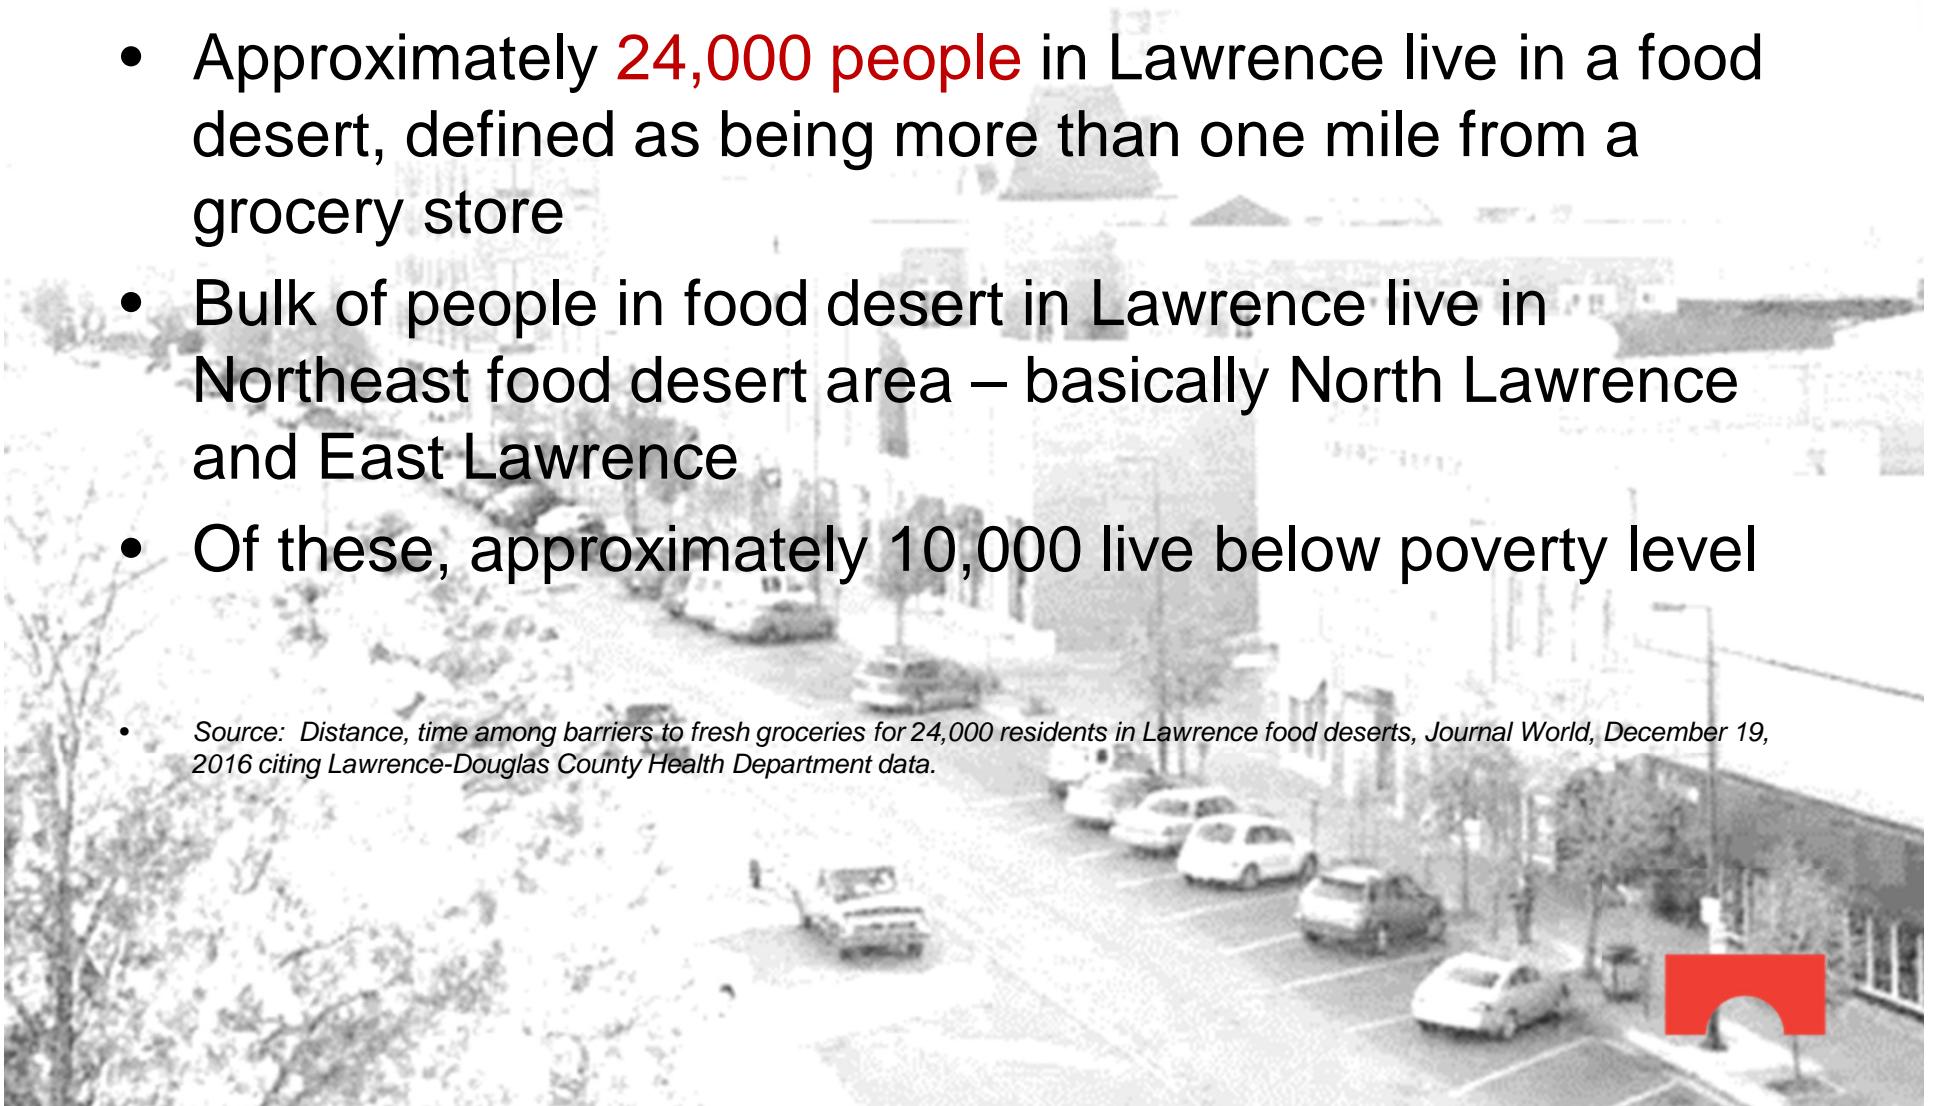 • Approximately 24,000 people in Lawrence live in a food
desert, defined as being more than one mile from a
grocery store
• Bulk of people in food desert in Lawrence live in
Northeast food desert area – basically North Lawrence
and East Lawrence
• Of these, approximately 10,000 live below poverty level
• Source:  Distance, time among barriers to fresh groceries for 24,000 residents in Lawrence food deserts, Journal World, December 19,
2016 citing Lawrence-Douglas County Health Department data.